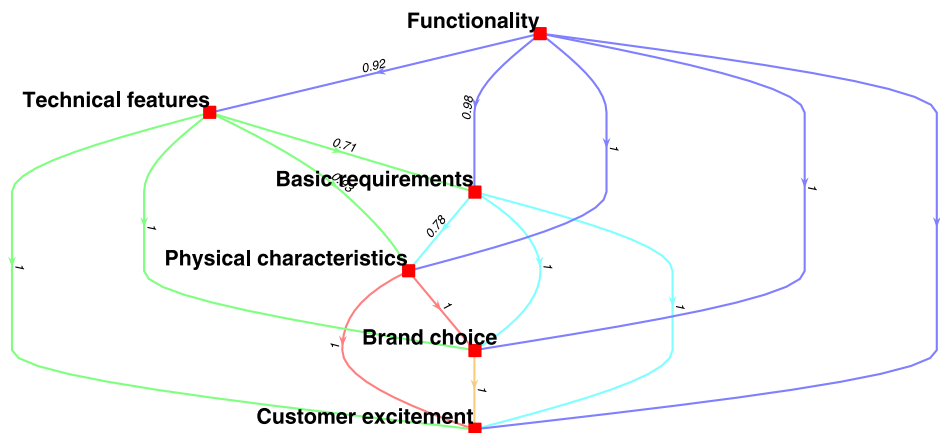 Functionality
0.92
Technical features
0.98
0.71
1
Basic requirements
1
0.78
1
Physical characteristics
1
1
1
1
Brand choice
1
1
Customer excitement